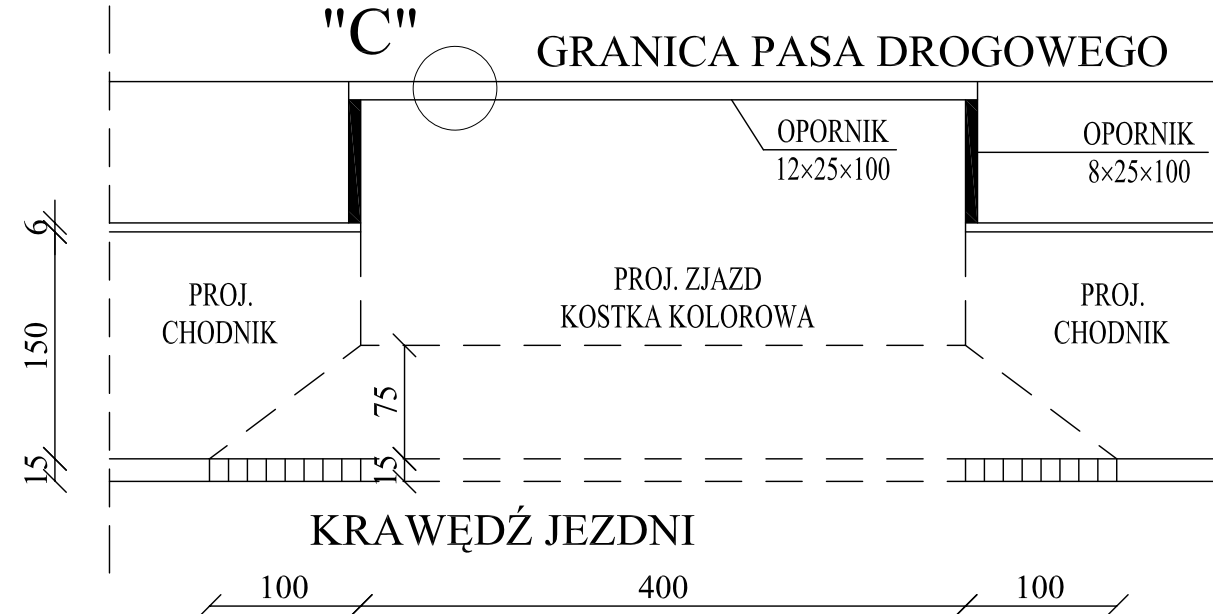 "C"
GRANICA PASA DROGOWEGO
OPORNIK
12×25×100
OPORNIK
8×25×100
6
PROJ. ZJAZD
KOSTKA KOLOROWA
PROJ.
CHODNIK
PROJ.
CHODNIK
150
75
15
15
KRAWĘDŹ JEZDNI
100
400
100